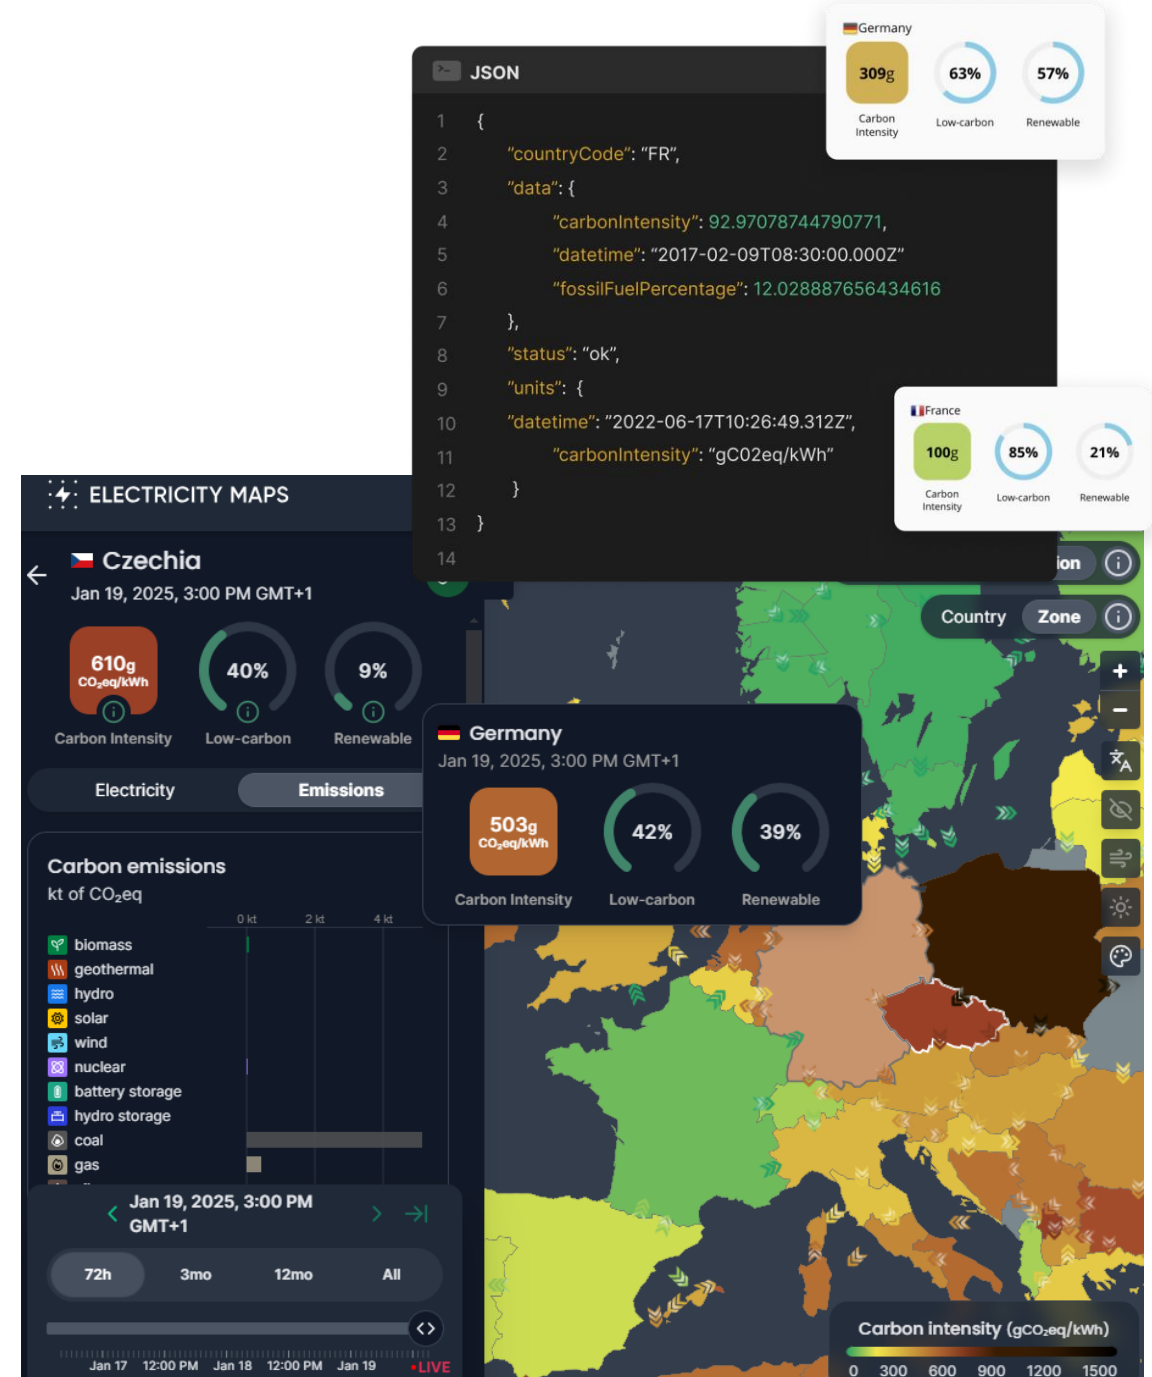 Germany
309g
63%
57%
Carbon
Intensity
Low-carbon
Renewable
JSON
1 {
2 "countryCode": “FR”,
3 "data": {
4 "carbonIntensity": 92.97078744790771,
5 "datetime": “2017-02-09T08:30:00.000Z”
6 "fossilFuelPercentage": 12.028887656434616
7 },
8 "status": “ok”,
9 "units": {
10 "datetime": ”2022-06-17T10:26:49.312Z”,
11 "carbonIntensity": “gC02eq/kWh”
12 }
13 }
14
France
100g
85%
21%
Carbon
Intensity
Low-carbon
Renewable
ELECTRICITY MAPS
Czechia
Jan 19, 2025, 3:00 PM GMT+1
610g
CO₂eq/kWh
40%
9%
Carbon Intensity
Low-carbon
Renewable
Electricity
Emissions
Carbon emissions
kt of CO₂eq
0 kt
2 kt
4 kt
biomass
geothermal
hydro
solar
wind
nuclear
battery storage
hydro storage
coal
gas
Jan 19, 2025, 3:00 PM
GMT+1
72h
3mo
12mo
All
Jan 17
12:00 PM
Jan 18
12:00 PM
Jan 19
LIVE
Germany
Jan 19, 2025, 3:00 PM GMT+1
503g
CO₂eq/kWh
42%
39%
Carbon Intensity
Low-carbon
Renewable
ion
Country
Zone
Carbon intensity (gCO₂eq/kWh)
0 300 600 900 1200 1500